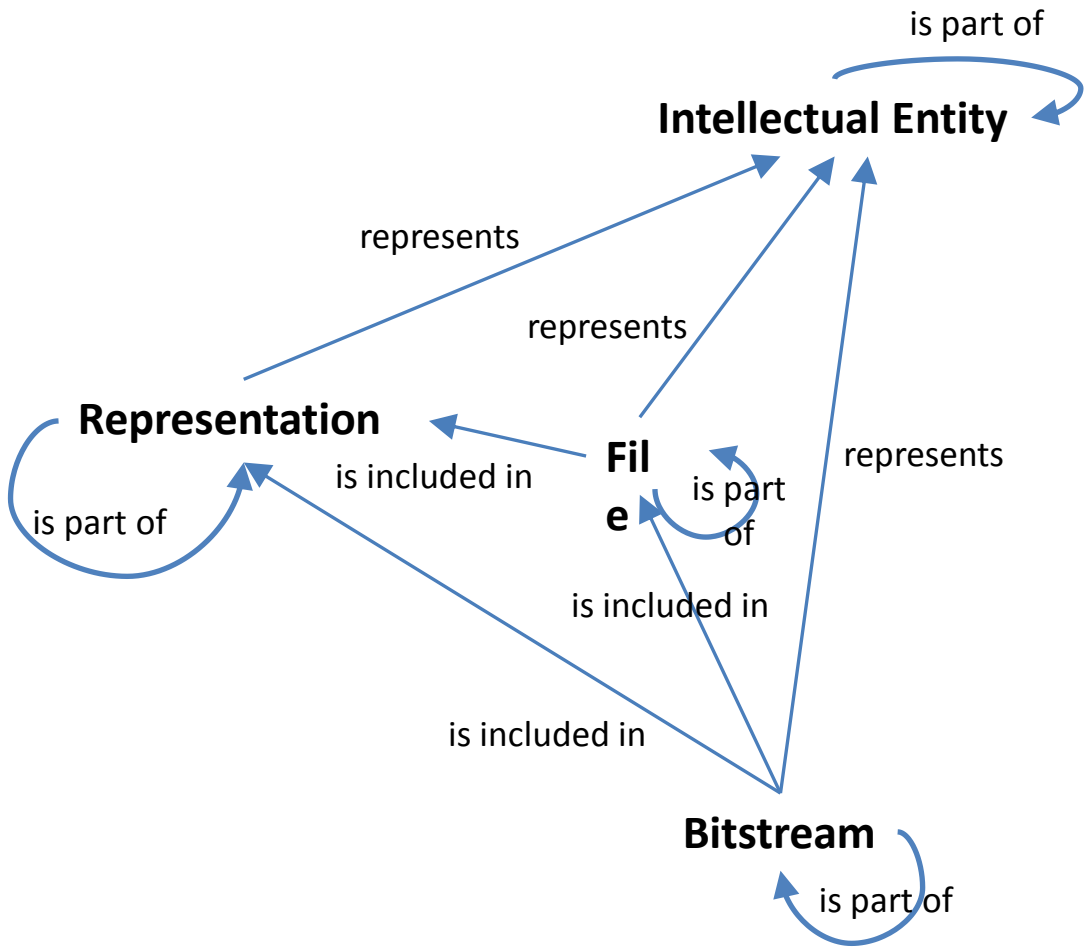 is part of
Intellectual Entity
represents
represents
Representation
is included in
Fil
e
is part
of
represents
is part of
is included in
is included in
Bitstream
is part of